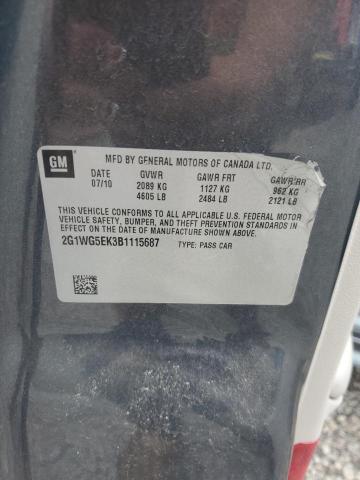 GM
MFD BY GENERAL MOTORS OF CANADA LTD.
DATE GVWR GAWR FRT GAWR RR
07/10 2089 KG 1127 KG 962 KG
4605 LB 2484 LB 2121 LB
THIS VEHICLE CONFORMS TO ALL APPLICABLE U.S. FEDERAL MOTOR
VEHICLE SAFETY, BUMPER, AND THEFT PREVENTION STANDARDS
IN EFFECT ON THE DATE OF MANUFACTURE SHOWN ABOVE.
2G1WG5EK3B1115687 TYPE: PASS CAR